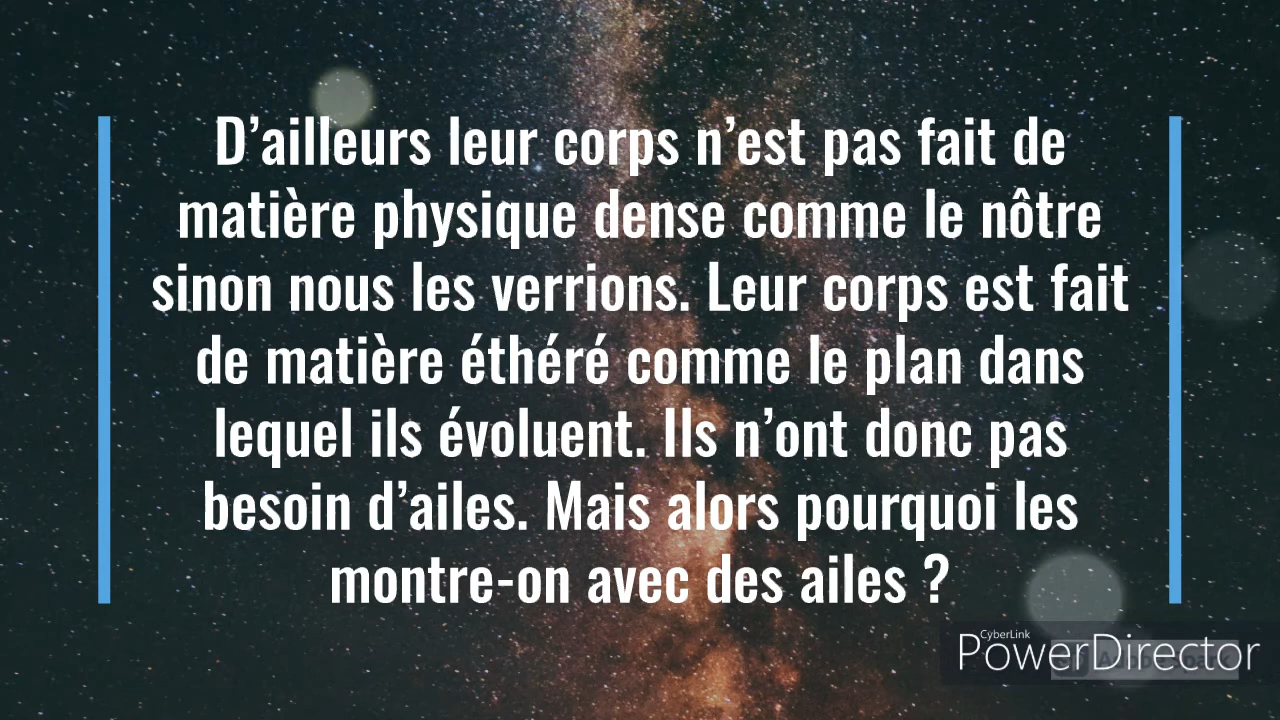 D’ailleurs leur corps n’est pas fait de
matière physique dense comme le nôtre
sinon nous les verrions. Leur corps est fait
de matière éthéré comme le plan dans
lequel ils évoluent. Ils n’ont donc pas
besoin d’ailes. Mais alors pourquoi les
montre-on avec des ailes ?
CyberLink
PowerDirector